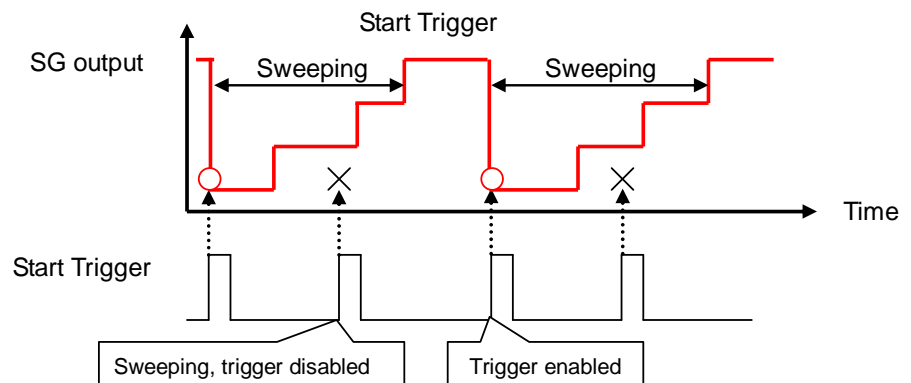 Start Trigger
SG output
Sweeping
Sweeping
Time
Start Trigger
Sweeping, trigger disabled
Trigger enabled